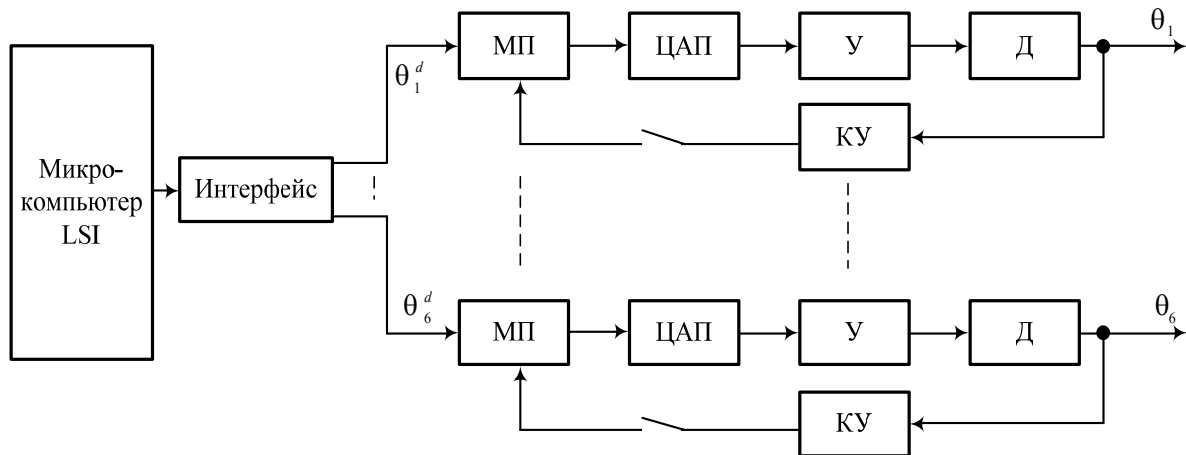 Микро-
компьютер
LSI
Интерфейс
θ₁ᵈ
МП
ЦАП
У
Д
θ₁
КУ
θ₆ᵈ
МП
ЦАП
У
Д
θ₆
КУ